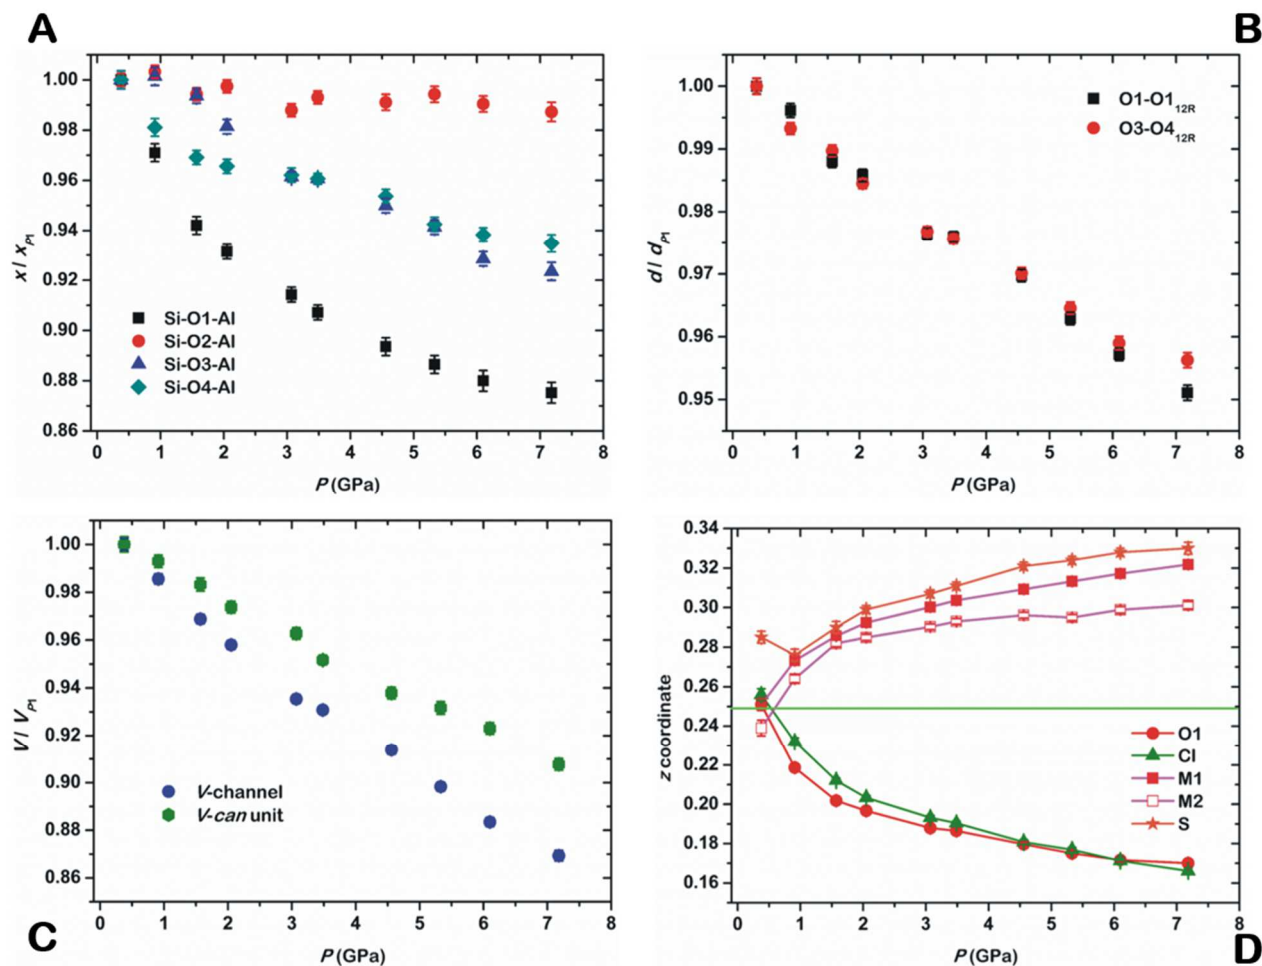 A
1.00
0.98
0.96
0.94
0.92
0.90
0.88
0.86
x / xP1
0 1 2 3 4 5 6 7 8
P (GPa)
Si-O1-Al
Si-O2-Al
Si-O3-Al
Si-O4-Al
B
1.00
0.99
0.98
0.97
0.96
0.95
d / dP1
0 1 2 3 4 5 6 7 8
P (GPa)
O1-O112R
O3-O412R
C
1.00
0.98
0.96
0.94
0.92
0.90
0.88
0.86
V / VP1
0 1 2 3 4 5 6 7 8
P (GPa)
V-channel
V-can unit
D
0.34
0.32
0.30
0.28
0.26
0.24
0.22
0.20
0.18
0.16
z coordinate
0 1 2 3 4 5 6 7 8
P (GPa)
O1
Cl
M1
M2
S